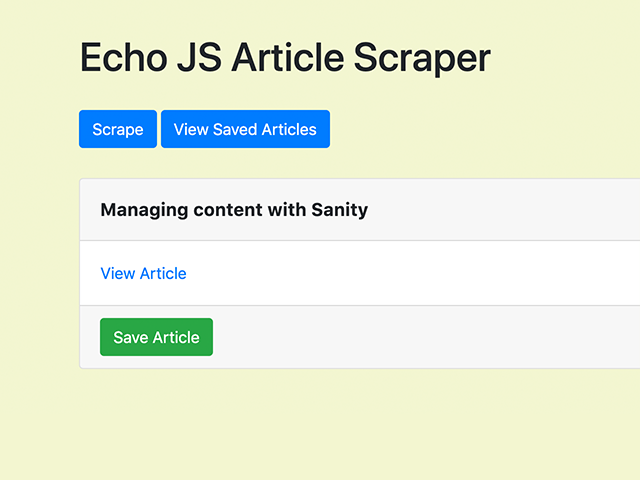 Echo JS Article Scraper
Scrape View Saved Articles
Managing content with Sanity
View Article
Save Article